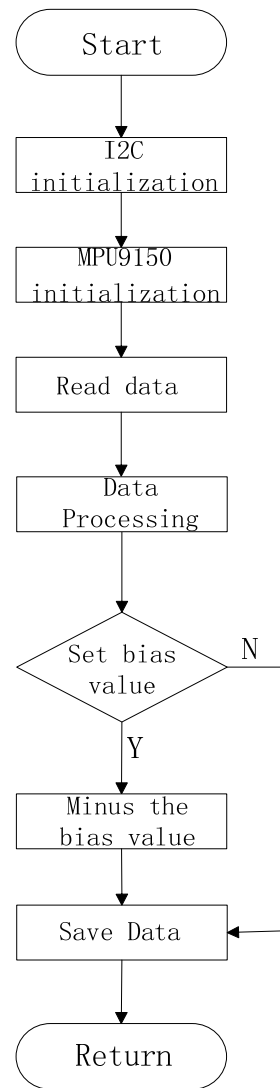 Start
I2C
initialization
MPU9150
initialization
Read data
Data
Processing
Set bias
value
N
Y
Minus the
bias value
Save Data
Return